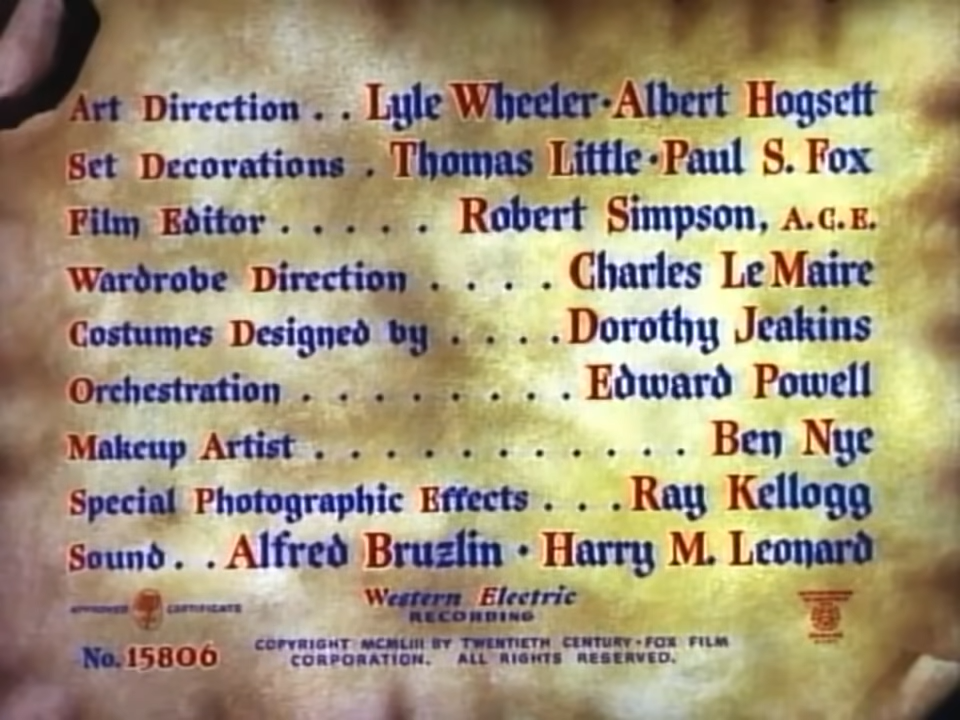 Art Direction . . Lyle Wheeler · Albert Hogsett
Set Decorations . Thomas Little · Paul S. Fox
Film Editor . . . . . Robert Simpson, A.C.E.
Wardrobe Direction . . . . Charles LeMaire
Costumes Designed by . . . . Dorothy Jeakins
Orchestration . . . . . . . . . Edward Powell
Makeup Artist . . . . . . . . . . . . Ben Nye
Special Photographic Effects . . . Ray Kellogg
Sound . . Alfred Bruzlin · Harry M. Leonard
Western Electric
RECORDING
APPROVED CERTIFICATE
No. 15806
COPYRIGHT MCMLIII BY TWENTIETH CENTURY-FOX FILM
CORPORATION. ALL RIGHTS RESERVED.